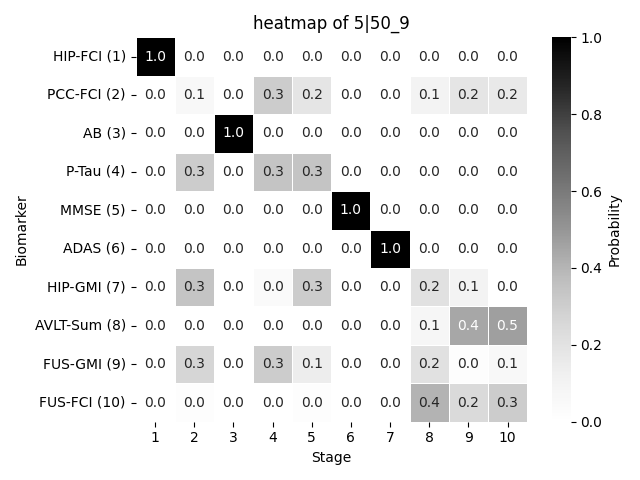 heatmap of 5|50_9
HIP-FCI (1) 1.0 0.0 0.0 0.0 0.0 0.0 0.0 0.0 0.0 0.0
PCC-FCI (2) 0.0 0.1 0.0 0.3 0.2 0.0 0.0 0.1 0.2 0.2
AB (3) 0.0 0.0 1.0 0.0 0.0 0.0 0.0 0.0 0.0 0.0
P-Tau (4) 0.0 0.3 0.0 0.3 0.3 0.0 0.0 0.0 0.0 0.0
MMSE (5) 0.0 0.0 0.0 0.0 0.0 1.0 0.0 0.0 0.0 0.0
ADAS (6) 0.0 0.0 0.0 0.0 0.0 0.0 1.0 0.0 0.0 0.0
HIP-GMI (7) 0.0 0.3 0.0 0.0 0.3 0.0 0.0 0.2 0.1 0.0
AVLT-Sum (8) 0.0 0.0 0.0 0.0 0.0 0.0 0.0 0.1 0.4 0.5
FUS-GMI (9) 0.0 0.3 0.0 0.3 0.1 0.0 0.0 0.2 0.0 0.1
FUS-FCI (10) 0.0 0.0 0.0 0.0 0.0 0.0 0.0 0.4 0.2 0.3
1 2 3 4 5 6 7 8 9 10
Stage
Biomarker
1.0
0.8
0.6
0.4
0.2
0.0
Probability